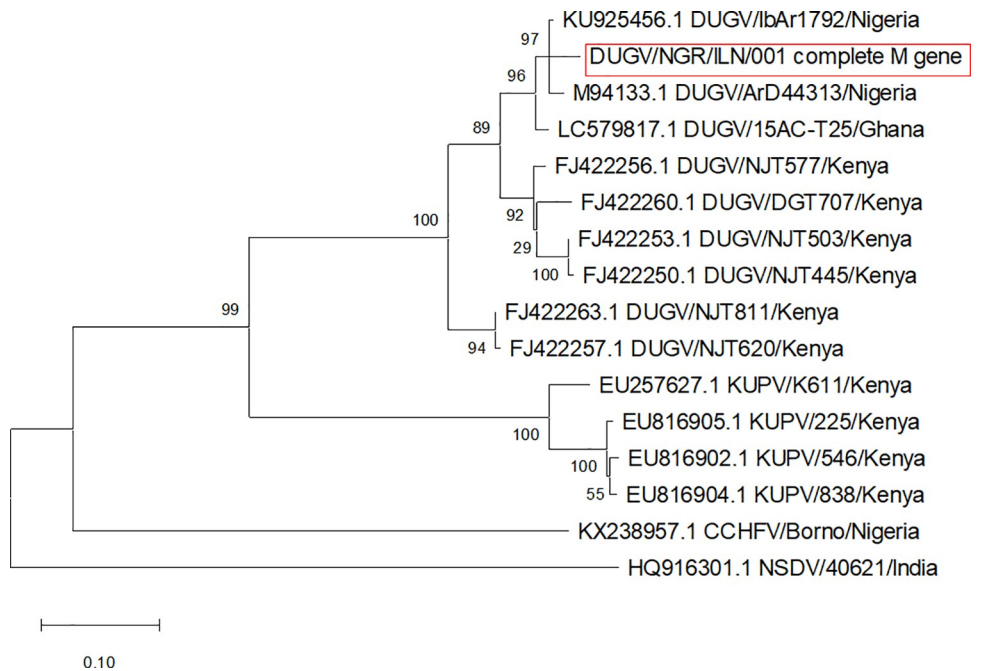 KU925456.1 DUGV/IbAr1792/Nigeria
97
DUGV/NGR/ILN/001 complete M gene
96
M94133.1 DUGV/ArD44313/Nigeria
89
LC579817.1 DUGV/15AC-T25/Ghana
FJ422256.1 DUGV/NJT577/Kenya
FJ422260.1 DUGV/DGT707/Kenya
92
100
FJ422253.1 DUGV/NJT503/Kenya
29
FJ422250.1 DUGV/NJT445/Kenya
100
99
FJ422263.1 DUGV/NJT811/Kenya
94
FJ422257.1 DUGV/NJT620/Kenya
EU257627.1 KUPV/K611/Kenya
EU816905.1 KUPV/225/Kenya
100
EU816902.1 KUPV/546/Kenya
100
EU816904.1 KUPV/838/Kenya
55
KX238957.1 CCHFV/Borno/Nigeria
HQ916301.1 NSDV/40621/India
0.10